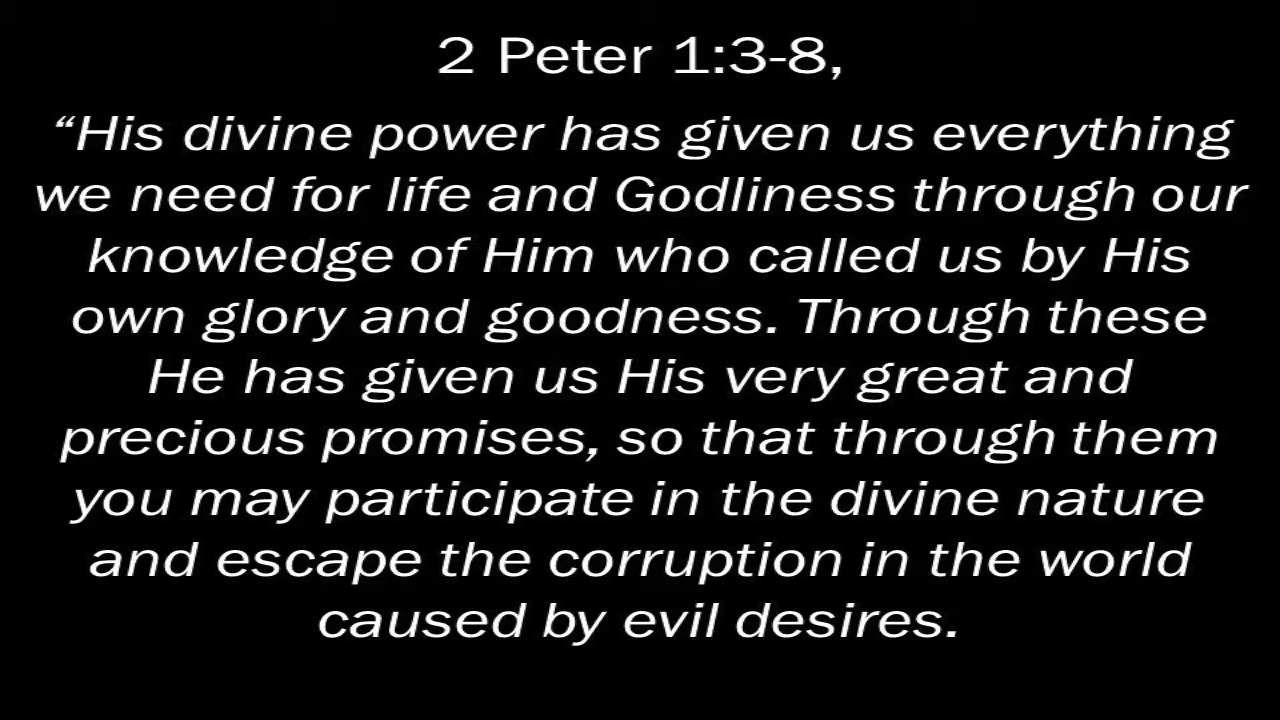 2 Peter 1:3-8,
“His divine power has given us everything
we need for life and Godliness through our
knowledge of Him who called us by His
own glory and goodness. Through these
He has given us His very great and
precious promises, so that through them
you may participate in the divine nature
and escape the corruption in the world
caused by evil desires.